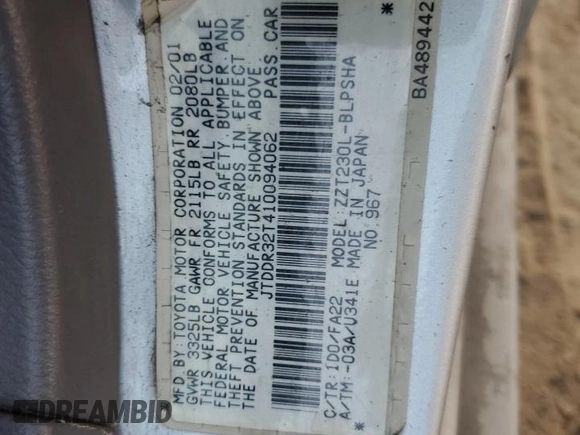 MFD BY: TOYOTA MOTOR CORPORATION 02/01
GVWR 3325LB GAWR FR 2115LB RR 2080LB
THIS VEHICLE CONFORMS TO ALL APPLICABLE
FEDERAL MOTOR VEHICLE SAFETY BUMPER, AND
THEFT PREVENTION STANDARDS IN EFFECT ON
THE DATE OF MANUFACTURE SHOWN ABOVE.
JTDDR32T410094062 PASS.CAR
C/TR: 1D0/FA22 MODEL: ZZT230L-BLPSHA
A/TM: -03A/U341E MADE IN JAPAN
* NO. 967 *
BA489442
DREAMBID